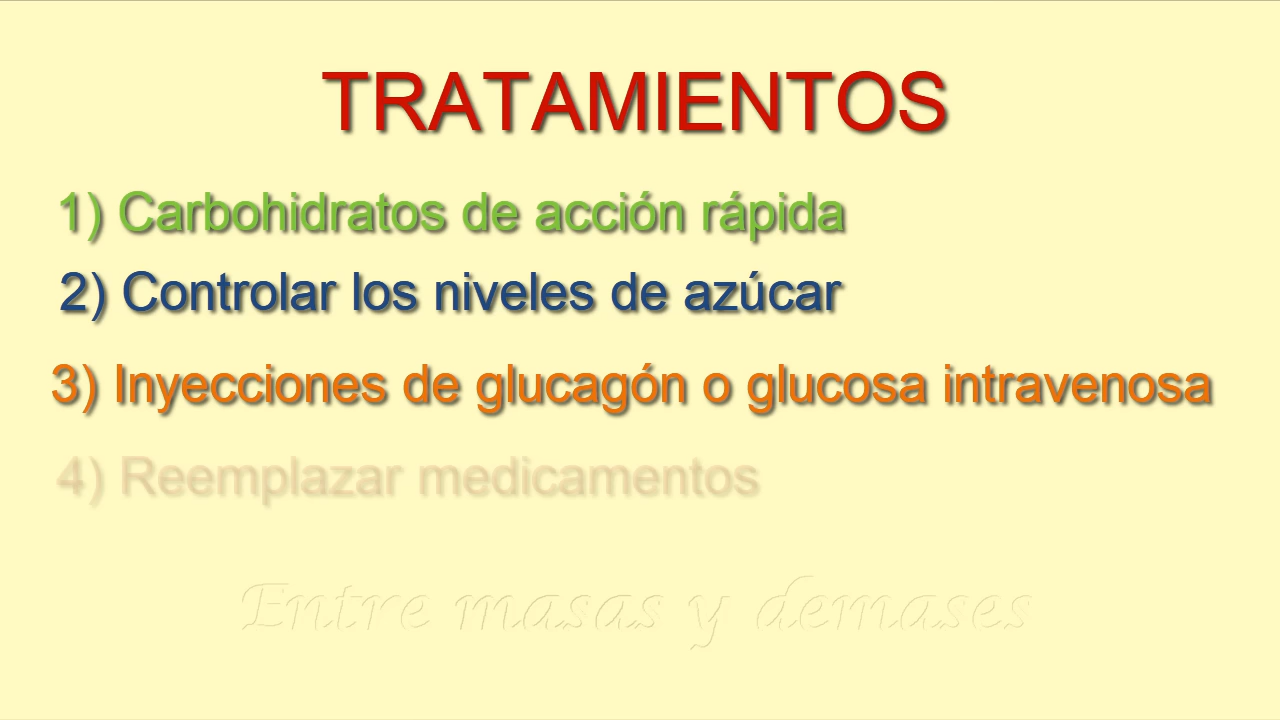 TRATAMIENTOS
1) Carbohidratos de acción rápida
2) Controlar los niveles de azúcar
3) Inyecciones de glucagón o glucosa intravenosa
4) Reemplazar medicamentos
Entre masas y demases